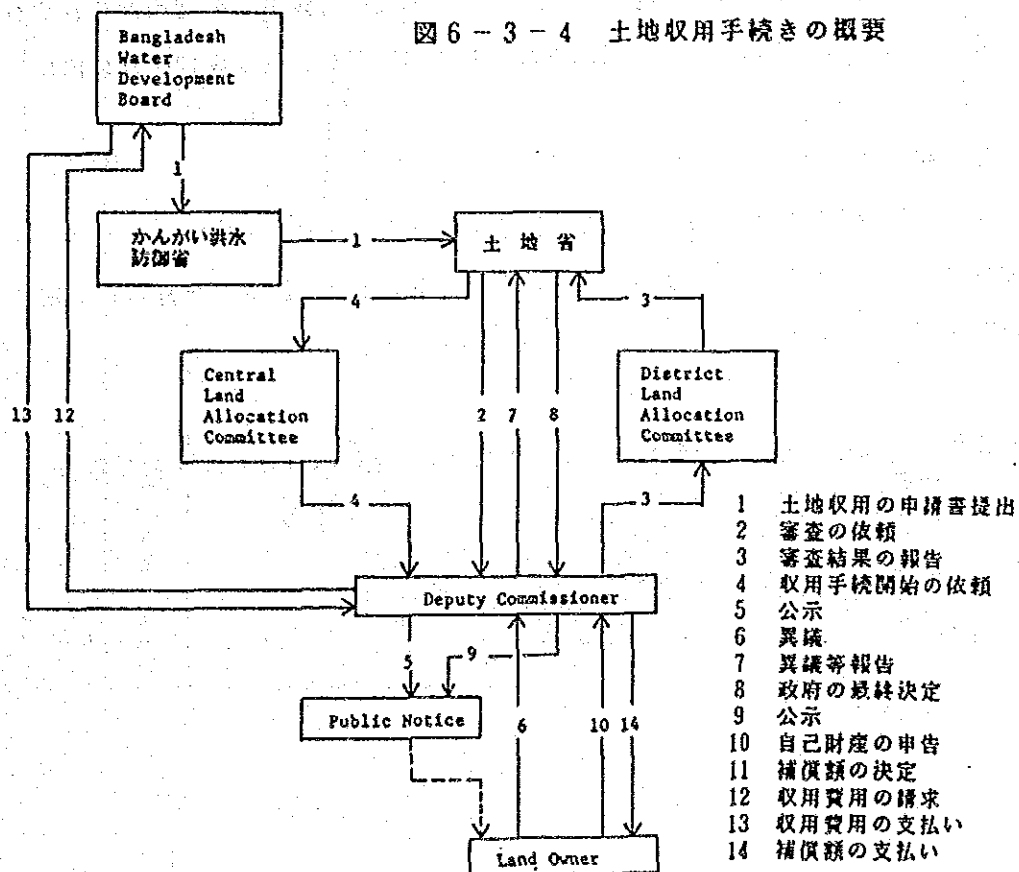 図6-3-4 土地収用手続きの概要
Bangladesh
Water
Development
Board
1
かんがい洪水
防御省
1
土地省
4
3
Central
Land
Allocation
Committee
District
Land
Allocation
Committee
13
12
2
7
8
4
3
Deputy Commissioner
5
9
Public Notice
6
10
14
Land Owner
1 土地収用の申請書提出
2 審査の依頼
3 審査結果の報告
4 収用手続開始の依頼
5 公示
6 異議
7 異議等報告
8 政府の最終決定
9 公示
10 自己財産の申告
11 補償額の決定
12 収用費用の請求
13 収用費用の支払い
14 補償額の支払い